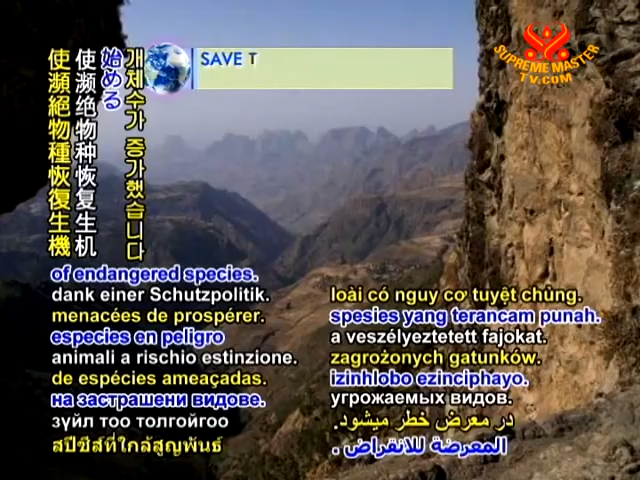 SAVE T
SUPREME MASTER
TV.COM
개체수가 증가했습니다
始める
使濒绝物种恢复生机
使瀕絕物種恢復生機
of endangered species.
dank einer Schutzpolitik.
menacées de prospérer.
especies en peligro
animali a rischio estinzione.
de espécies ameaçadas.
на застрашени видове.
зүйл тоо толгойгоо
สปีชีส์ที่ใกล้สูญพันธ์
loài có nguy cơ tuyệt chủng.
spesies yang terancam punah.
a veszélyeztetett fajokat.
zagrożonych gatunków.
izinhlobo ezinciphayo.
угрожаемых видов.
در معرض خطر میشود.
المعرضة للانقراض .